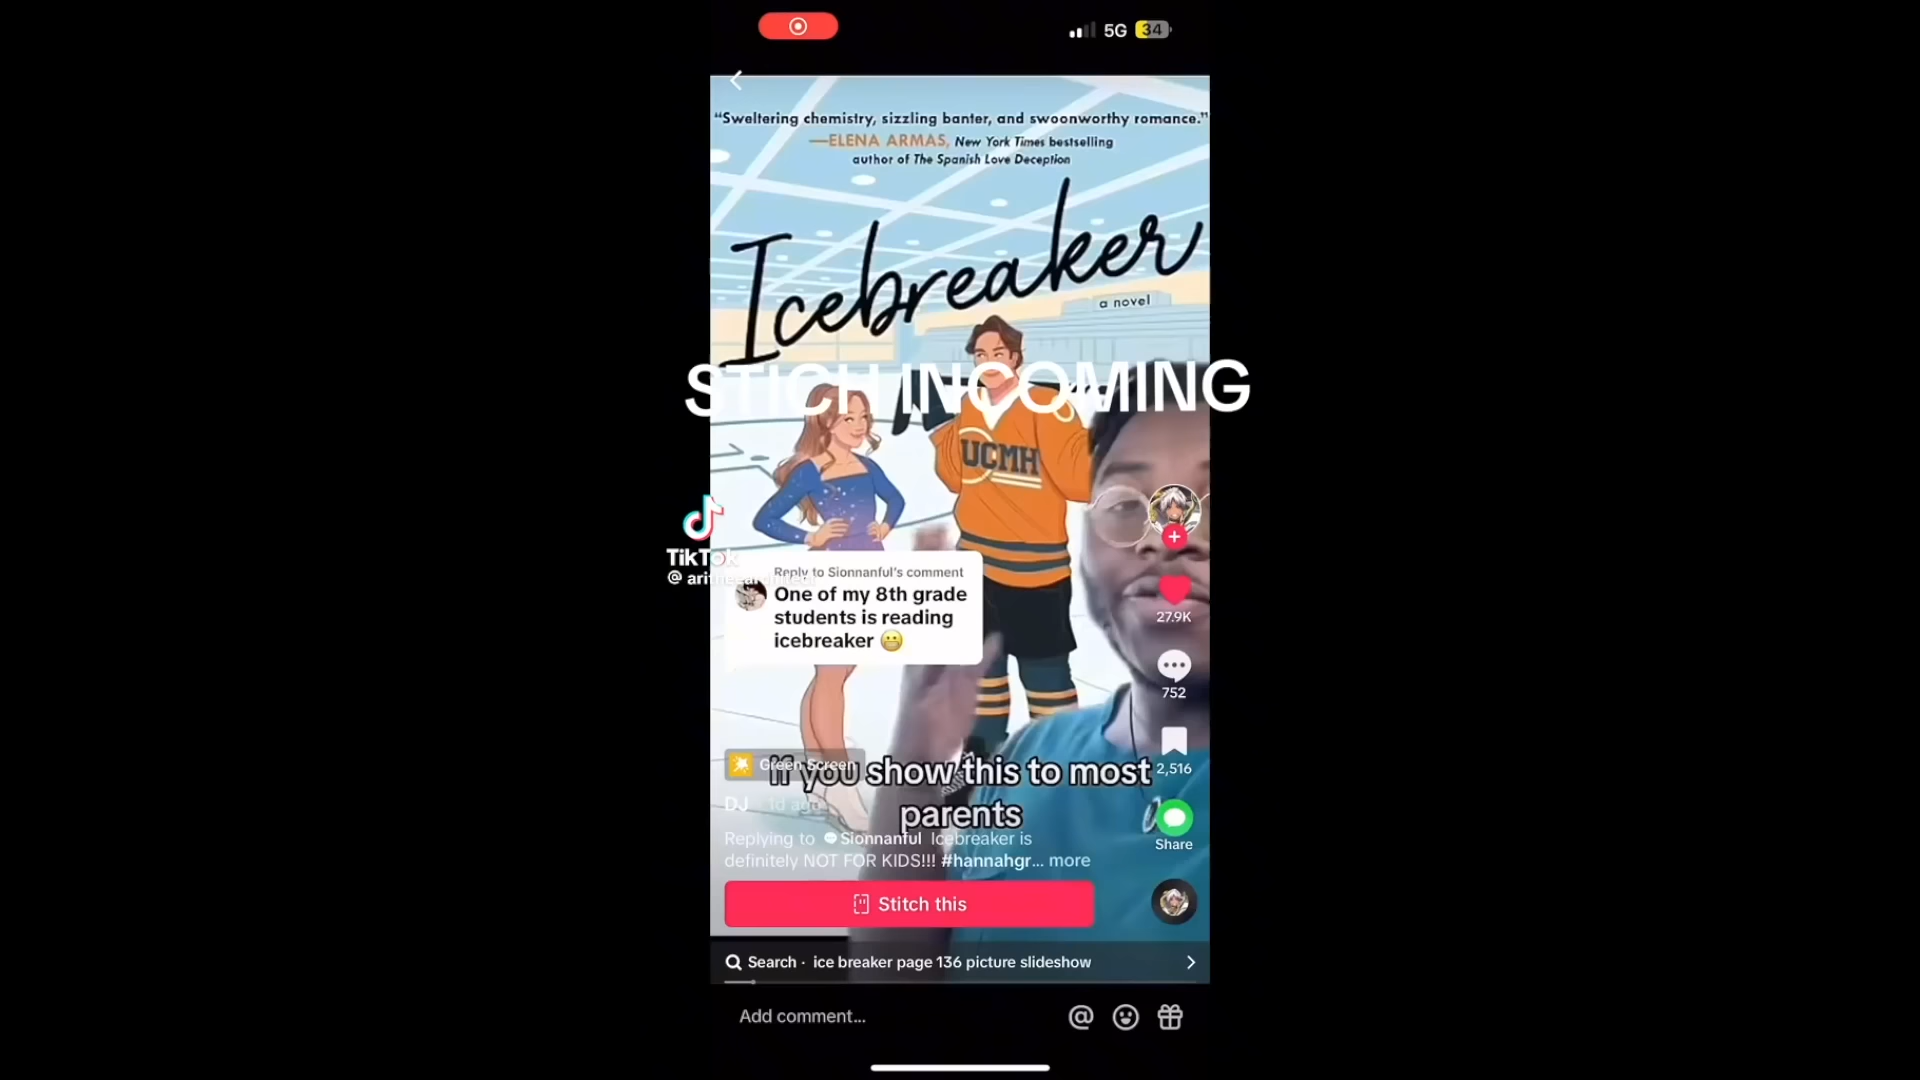 5G 34
“Sweltering chemistry, sizzling banter, and swoonworthy romance.”
—ELENA ARMAS, New York Times bestselling
author of The Spanish Love Deception
Icebreaker
a novel
STICH INCOMING
UCMH
TikTok
Reply to Sionnanful's comment
One of my 8th grade
students is reading
icebreaker 😬
27.9K
752
2,516
Share
Green Screen
if you show this to most
parents
DJ 1d ago
Replying to Sionnanful Icebreaker is
definitely NOT FOR KIDS!!! #hannahgr... more
Stitch this
Search · ice breaker page 136 picture slideshow
Add comment...